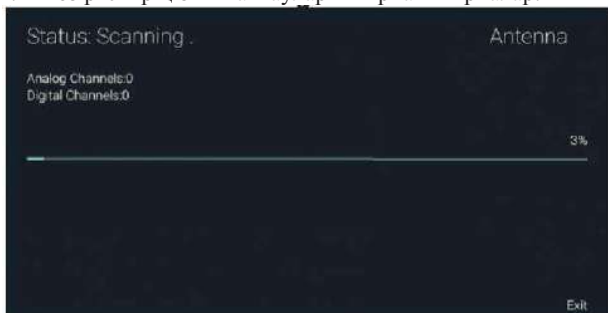 Status: Scanning .
Antenna
Analog Channels:0
Digital Channels:0
3%
Exit